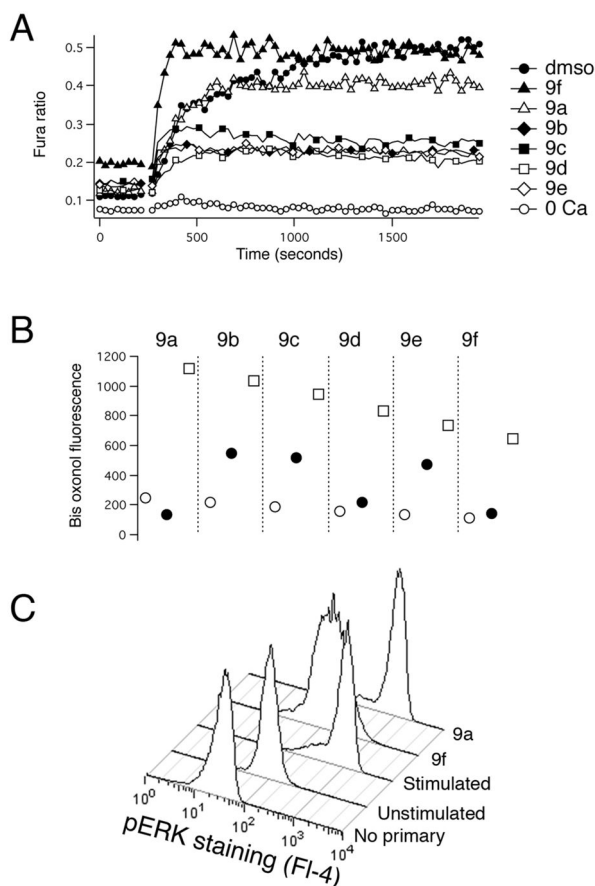 A
Fura ratio
0.5
0.4
0.3
0.2
0.1
0 500 1000 1500
Time (seconds)
dmso
9f
9a
9b
9c
9d
9e
0 Ca
B
9a 9b 9c 9d 9e 9f
Bis oxonol fluorescence
1200
1000
800
600
400
200
0
C
9a
9f
Stimulated
Unstimulated
No primary
10⁰ 10¹ 10² 10³ 10⁴
pERK staining (Fl-4)